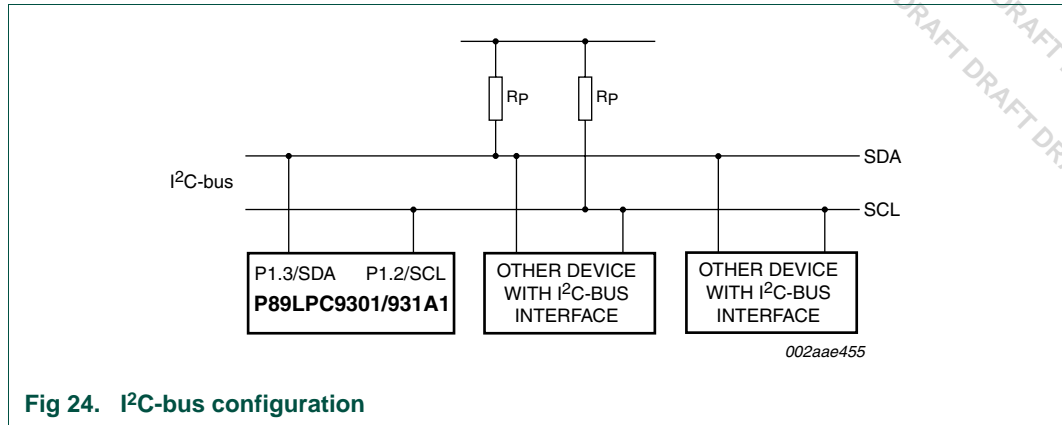 DRAFT DRAFT DRAFT
DRAFT DRAFT
RP
RP
SDA
I²C-bus
SCL
P1.3/SDA P1.2/SCL
P89LPC9301/931A1
OTHER DEVICE
WITH I²C-BUS
INTERFACE
OTHER DEVICE
WITH I²C-BUS
INTERFACE
002aae455
Fig 24. I²C-bus configuration